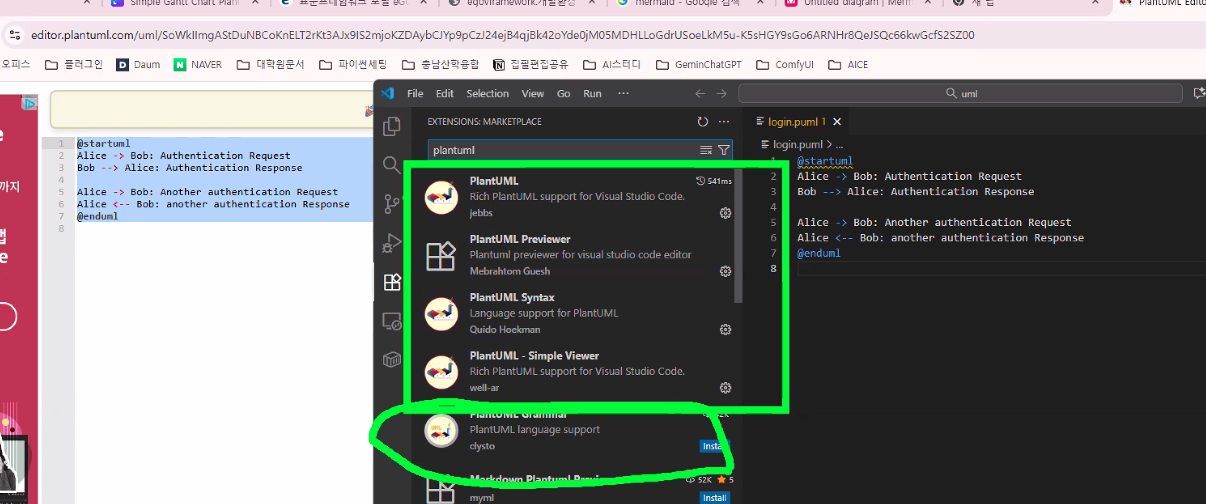 Simple Gantt Chart Plan
표준프레임워크 포털 eG
egovframework:개발환경
mermaid - Google 검색
Untitled diagram | Merm
새 탭
PlantUML Edit
editor.plantuml.com/uml/SoWkIImgAStDuNBCoKnELT2rKt3AJx9IS2mjoKZDAybCJYp9pCzJ24ejB4qjBk42oYde0jM05MDHLLoGdrUSoeLkM5u-K5sHGY9sGo6ARNHr8QeJSQc66kwGcfS2SZ00
오피스
플러그인
Daum
NAVER
대학원문서
파이썬세팅
충남산학융합
집필편집공유
AI스터디
GeminChatGPT
ComfyUI
AICE
까지
1 @startuml
2 Alice -> Bob: Authentication Request
3 Bob --> Alice: Authentication Response
4
5 Alice -> Bob: Another authentication Request
6 Alice <-- Bob: another authentication Response
7 @enduml
8
File Edit Selection View Go Run ···
uml
EXTENSIONS: MARKETPLACE
plantuml
PlantUML 541ms
Rich PlantUML support for Visual Studio Code.
jebbs
PlantUML Previewer
Plantuml previewer for visual studio code editor
Mebrahtom Guesh
PlantUML Syntax
Language support for PlantUML
Quido Hoekman
PlantUML - Simple Viewer
Rich PlantUML support for Visual Studio Code.
well-ar
PlantUML Grammar
PlantUML language support
clysto
Install
Markdown Plantuml Previ
52K 5
myml
Install
login.puml 1
login.puml > ...
1 @startuml
2 Alice -> Bob: Authentication Request
3 Bob --> Alice: Authentication Response
4
5 Alice -> Bob: Another authentication Request
6 Alice <-- Bob: another authentication Response
7 @enduml
8